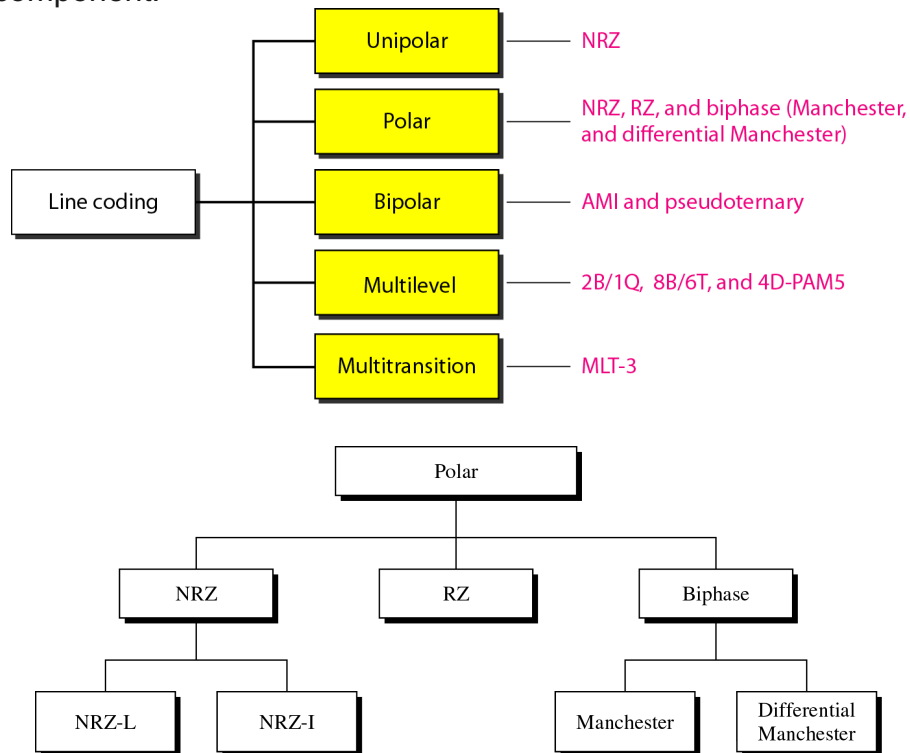 component.
Unipolar
NRZ
Polar
NRZ, RZ, and biphase (Manchester,
and differential Manchester)
Line coding
Bipolar
AMI and pseudoternary
Multilevel
2B/1Q, 8B/6T, and 4D-PAM5
Multitransition
MLT-3
Polar
NRZ
RZ
Biphase
NRZ-L
NRZ-I
Manchester
Differential
Manchester